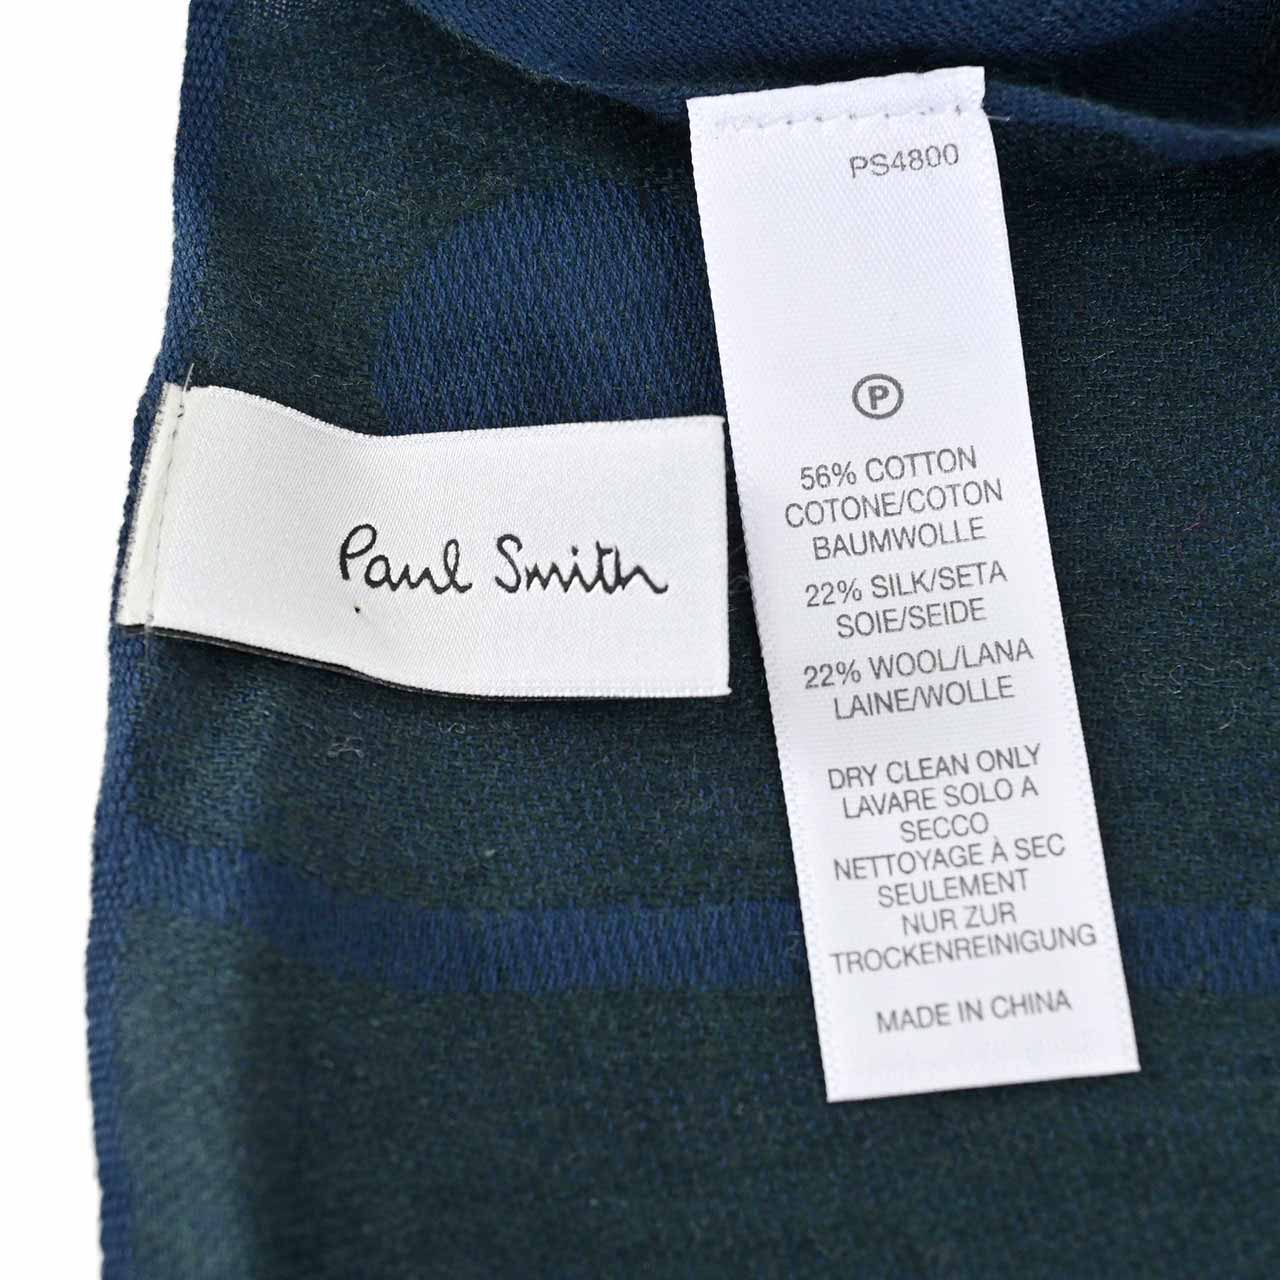 PS4800
P
56% COTTON
COTONE/COTON
BAUMWOLLE
22% SILK/SETA
SOIE/SEIDE
22% WOOL/LANA
LAINE/WOLLE
DRY CLEAN ONLY
LAVARE SOLO A
SECCO
NETTOYAGE À SEC
SEULEMENT
NUR ZUR
TROCKENREINIGUNG
MADE IN CHINA
Paul Smith